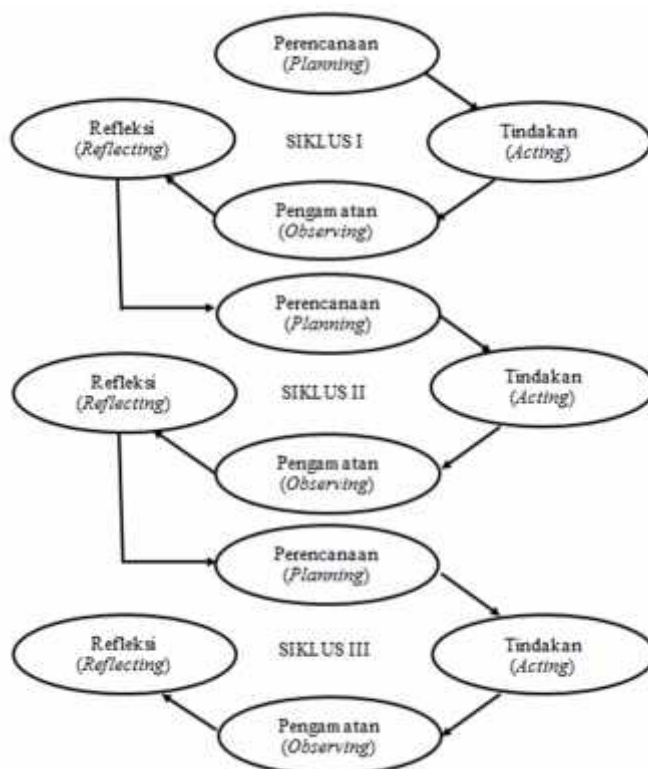 Perencanaan
(Planning)
Refleksi
(Reflecting)
SIKLUS I
Tindakan
(Acting)
Pengamatan
(Observing)
Perencanaan
(Planning)
Refleksi
(Reflecting)
SIKLUS II
Tindakan
(Acting)
Pengamatan
(Observing)
Perencanaan
(Planning)
Refleksi
(Reflecting)
SIKLUS III
Tindakan
(Acting)
Pengamatan
(Observing)